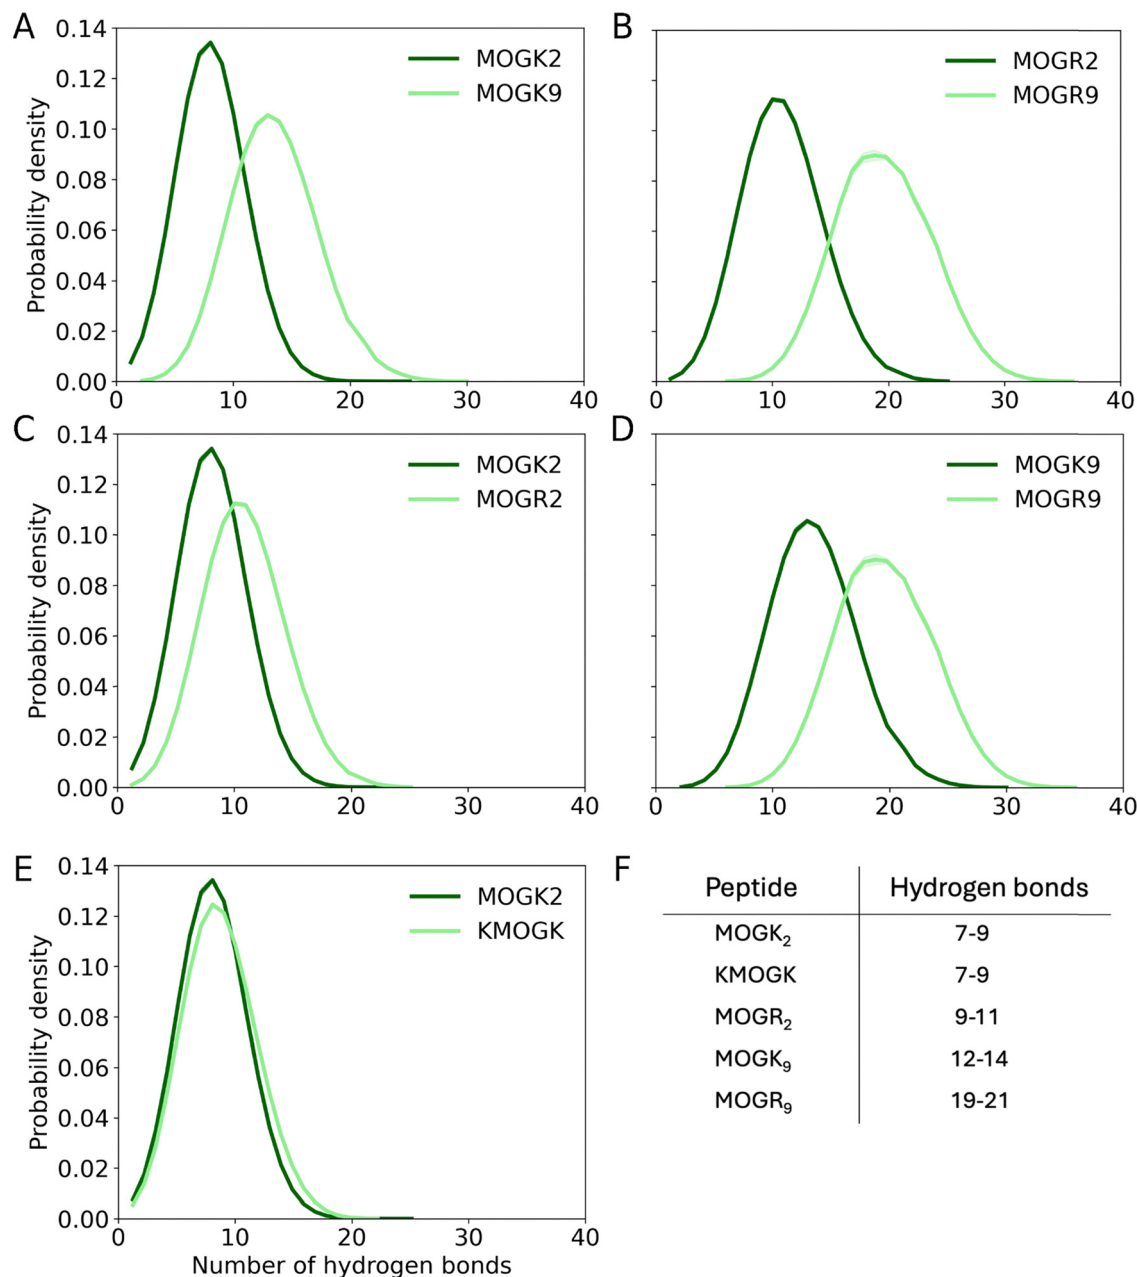 A
B
0.14
0.12
0.10
0.08
0.06
0.04
0.02
0.00
Probability density
MOGK2
MOGK9
0 10 20 30 40
MOGR2
MOGR9
0 10 20 30 40
C
D
0.14
0.12
0.10
0.08
0.06
0.04
0.02
0.00
Probability density
MOGK2
MOGR2
0 10 20 30 40
MOGK9
MOGR9
0 10 20 30 40
E
0.14
0.12
0.10
0.08
0.06
0.04
0.02
0.00
Probability density
MOGK2
KMOGK
0 10 20 30 40
Number of hydrogen bonds
F
Peptide Hydrogen bonds
MOGK₂ 7-9
KMOGK 7-9
MOGR₂ 9-11
MOGK₉ 12-14
MOGR₉ 19-21